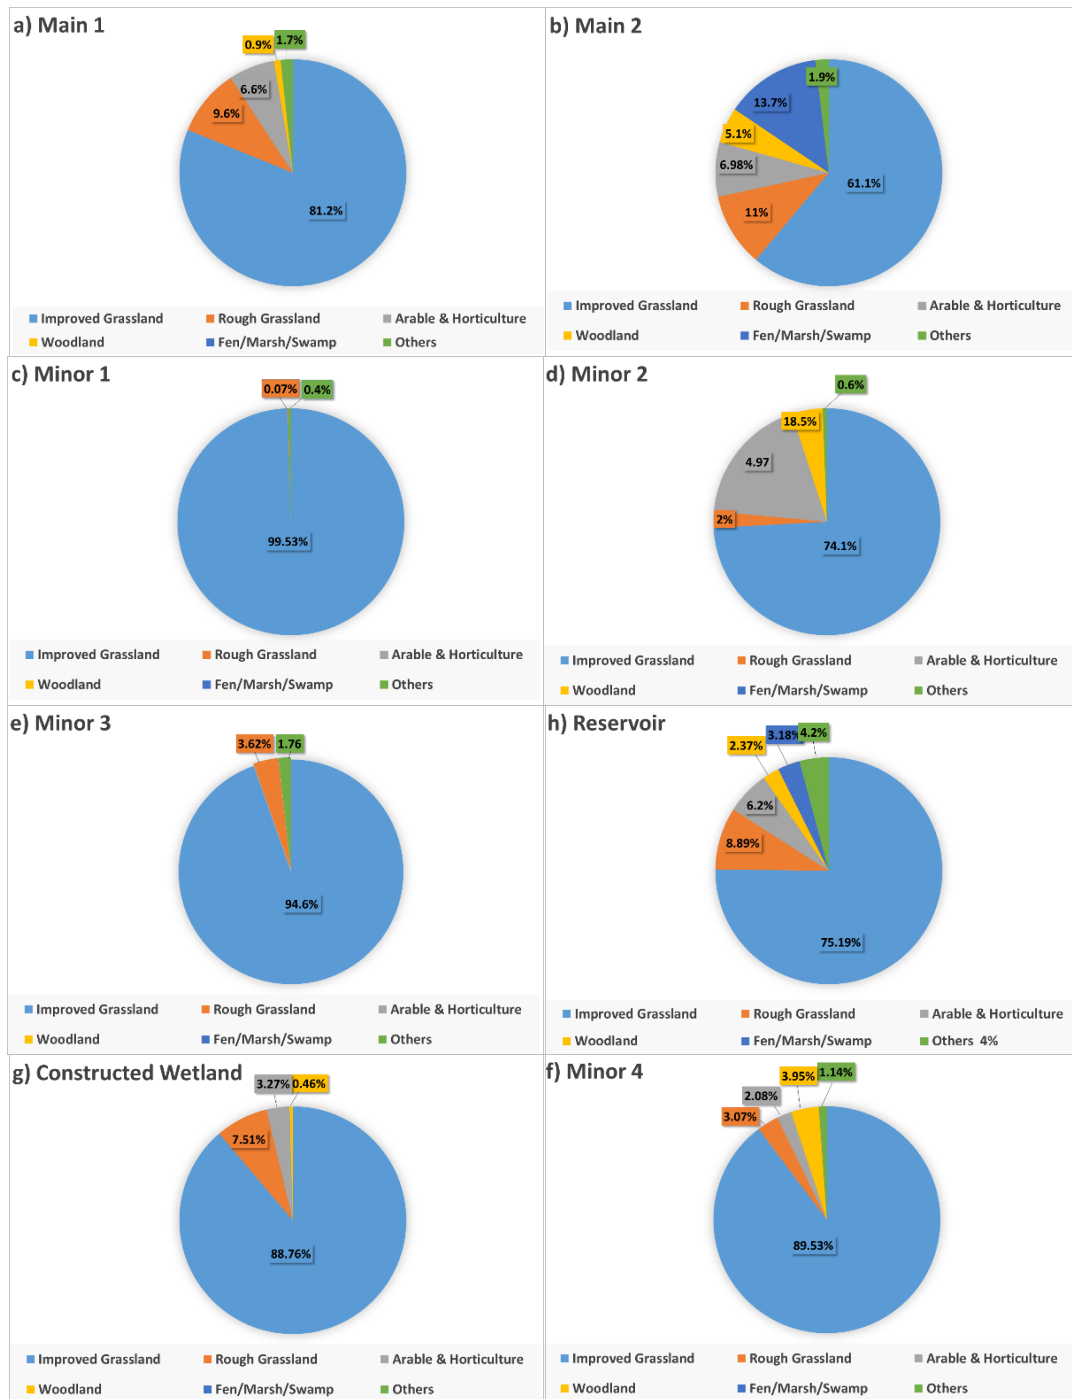 a) Main 1
0.9%
1.7%
6.6%
9.6%
81.2%
Improved Grassland Rough Grassland Arable & Horticulture
Woodland Fen/Marsh/Swamp Others
b) Main 2
1.9%
13.7%
5.1%
6.98%
61.1%
11%
Improved Grassland Rough Grassland Arable & Horticulture
Woodland Fen/Marsh/Swamp Others
c) Minor 1
0.07%
0.4%
99.53%
Improved Grassland Rough Grassland Arable & Horticulture
Woodland Fen/Marsh/Swamp Others
d) Minor 2
0.6%
18.5%
4.97
2%
74.1%
Improved Grassland Rough Grassland Arable & Horticulture
Woodland Fen/Marsh/Swamp Others
e) Minor 3
3.62%
1.76
94.6%
Improved Grassland Rough Grassland Arable & Horticulture
Woodland Fen/Marsh/Swamp Others
h) Reservoir
2.37%
3.18%
4.2%
6.2%
8.89%
75.19%
Improved Grassland Rough Grassland Arable & Horticulture
Woodland Fen/Marsh/Swamp Others 4%
g) Constructed Wetland
3.27%
0.46%
7.51%
88.76%
Improved Grassland Rough Grassland Arable & Horticulture
Woodland Fen/Marsh/Swamp Others
f) Minor 4
3.95%
1.14%
2.08%
3.07%
89.53%
Improved Grassland Rough Grassland Arable & Horticulture
Woodland Fen/Marsh/Swamp Others